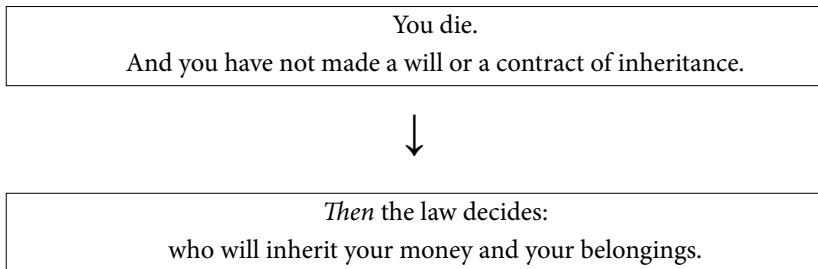 You die.
And you have not made a will or a contract of inheritance.
↓
Then the law decides:
who will inherit your money and your belongings.